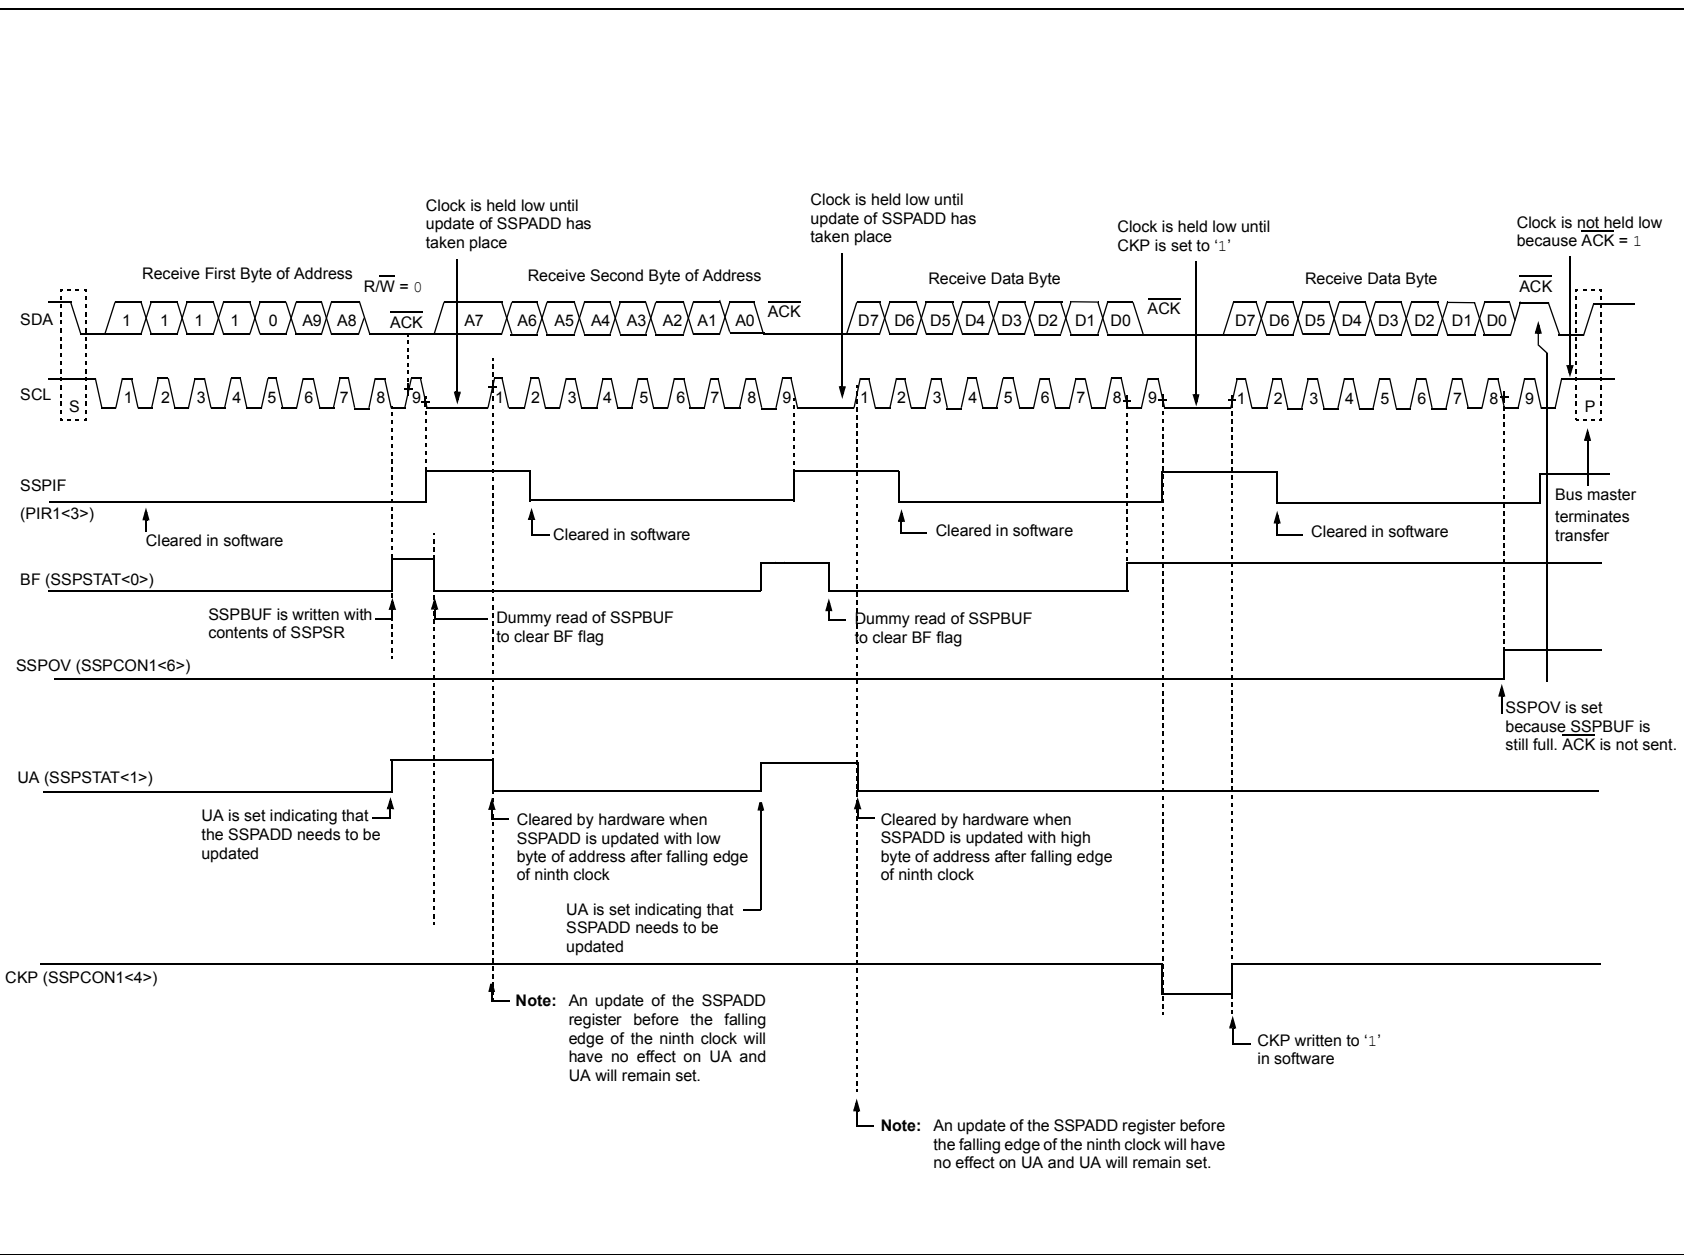 Clock is held low until
update of SSPADD has
taken place
Clock is held low until
update of SSPADD has
taken place
Clock is held low until
CKP is set to ‘1’
Clock is not held low
because ACK = 1
Receive First Byte of Address
R/W = 0
Receive Second Byte of Address
Receive Data Byte
Receive Data Byte
ACK
SDA
1 1 1 1 0 A9 A8 ACK
A7 A6 A5 A4 A3 A2 A1 A0 ACK
D7 D6 D5 D4 D3 D2 D1 D0 ACK
D7 D6 D5 D4 D3 D2 D1 D0
SCL
S
1 2 3 4 5 6 7 8 9
1 2 3 4 5 6 7 8 9
1 2 3 4 5 6 7 8 9
1 2 3 4 5 6 7 8 9
P
SSPIF
(PIR1<3>)
Cleared in software
Cleared in software
Cleared in software
Cleared in software
Bus master
terminates
transfer
BF (SSPSTAT<0>)
SSPBUF is written with
contents of SSPSR
Dummy read of SSPBUF
to clear BF flag
Dummy read of SSPBUF
to clear BF flag
SSPOV (SSPCON1<6>)
SSPOV is set
because SSPBUF is
still full. ACK is not sent.
UA (SSPSTAT<1>)
UA is set indicating that
the SSPADD needs to be
updated
Cleared by hardware when
SSPADD is updated with low
byte of address after falling edge
of ninth clock
UA is set indicating that
SSPADD needs to be
updated
Cleared by hardware when
SSPADD is updated with high
byte of address after falling edge
of ninth clock
CKP (SSPCON1<4>)
Note: An update of the SSPADD
register before the falling
edge of the ninth clock will
have no effect on UA and
UA will remain set.
CKP written to ‘1’
in software
Note: An update of the SSPADD register before
the falling edge of the ninth clock will have
no effect on UA and UA will remain set.